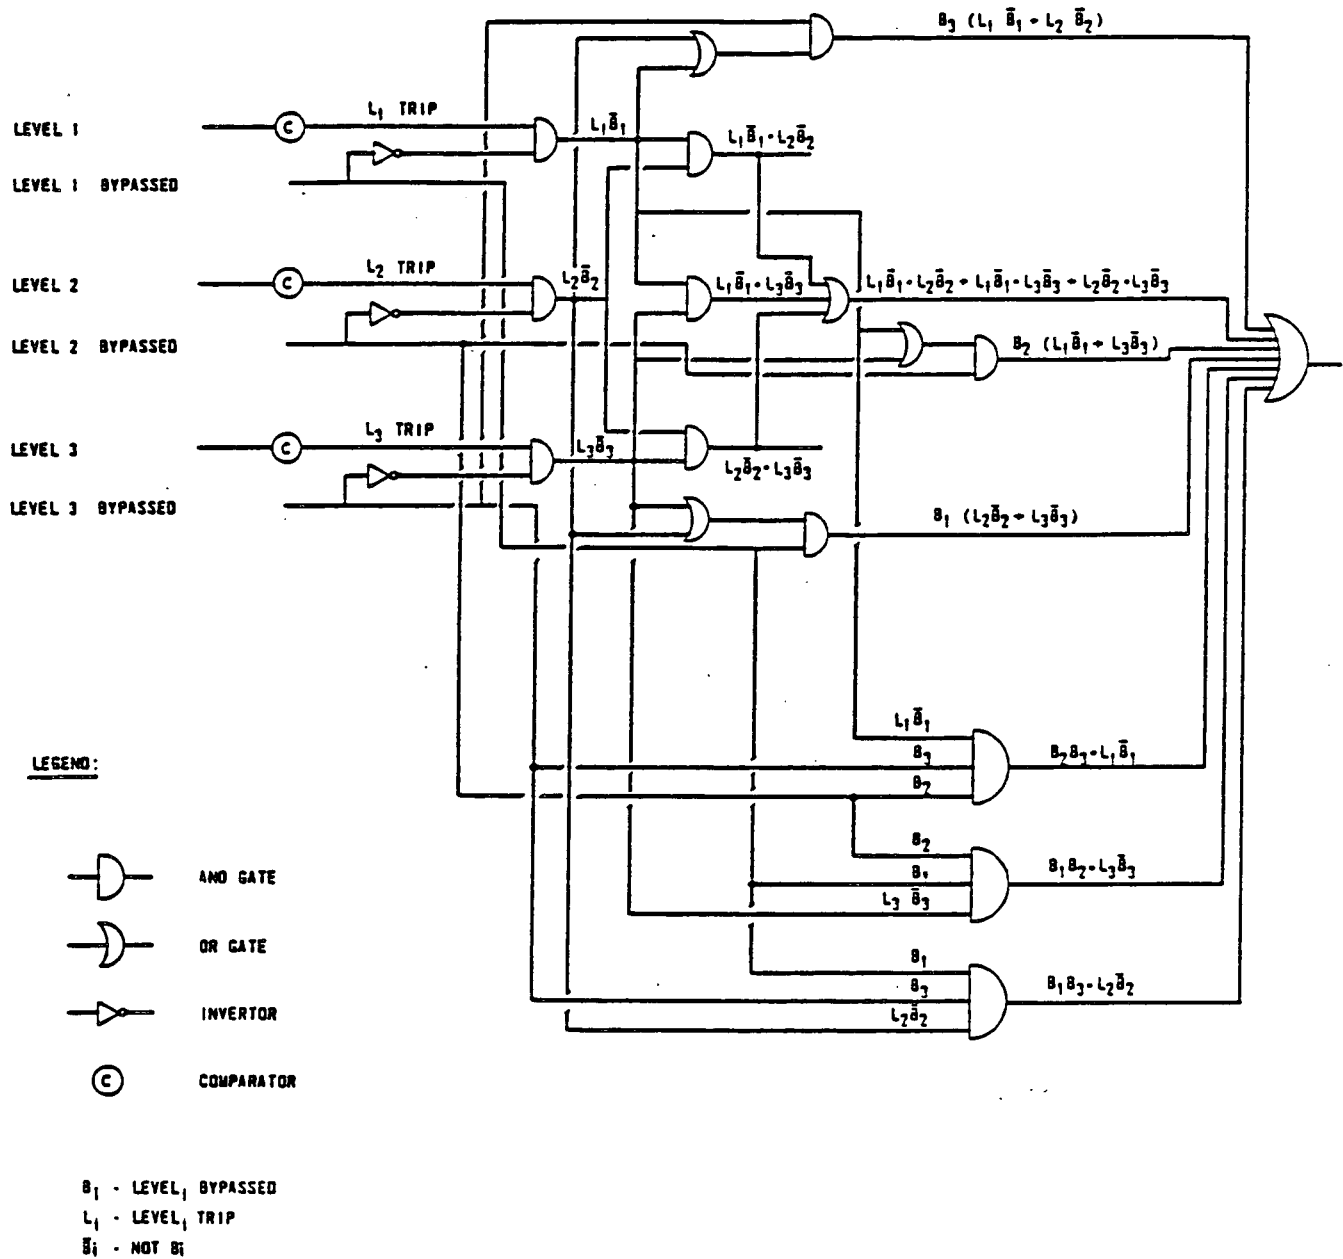 B₃ (L₁ B̄₁ + L₂ B̄₂)
L₁ TRIP
LEVEL 1
L₁B̄₁
L₁B̄₁·L₂B̄₂
LEVEL 1 BYPASSED
L₂ TRIP
LEVEL 2
L₂B̄₂
L₁B̄₁·L₃B̄₃
L₁B̄₁·L₂B̄₂ + L₁B̄₁·L₃B̄₃ + L₂B̄₂·L₃B̄₃
LEVEL 2 BYPASSED
B₂ (L₁B̄₁ + L₃B̄₃)
L₃ TRIP
LEVEL 3
L₃B̄₃
L₂B̄₂·L₃B̄₃
LEVEL 3 BYPASSED
B₁ (L₂B̄₂ + L₃B̄₃)
C
C
C
L₁B̄₁
B₃
B₂B₃·L₁B̄₁
B₂
B₂
B₁
B₁B₂·L₃B̄₃
L₃ B̄₃
B₁
B₃
B₁B₃·L₂B̄₂
L₂B̄₂
LEGEND:
AND GATE
OR GATE
INVERTOR
C COMPARATOR
Bᵢ - LEVELᵢ BYPASSED
Lᵢ - LEVELᵢ TRIP
B̄ᵢ - NOT Bᵢ